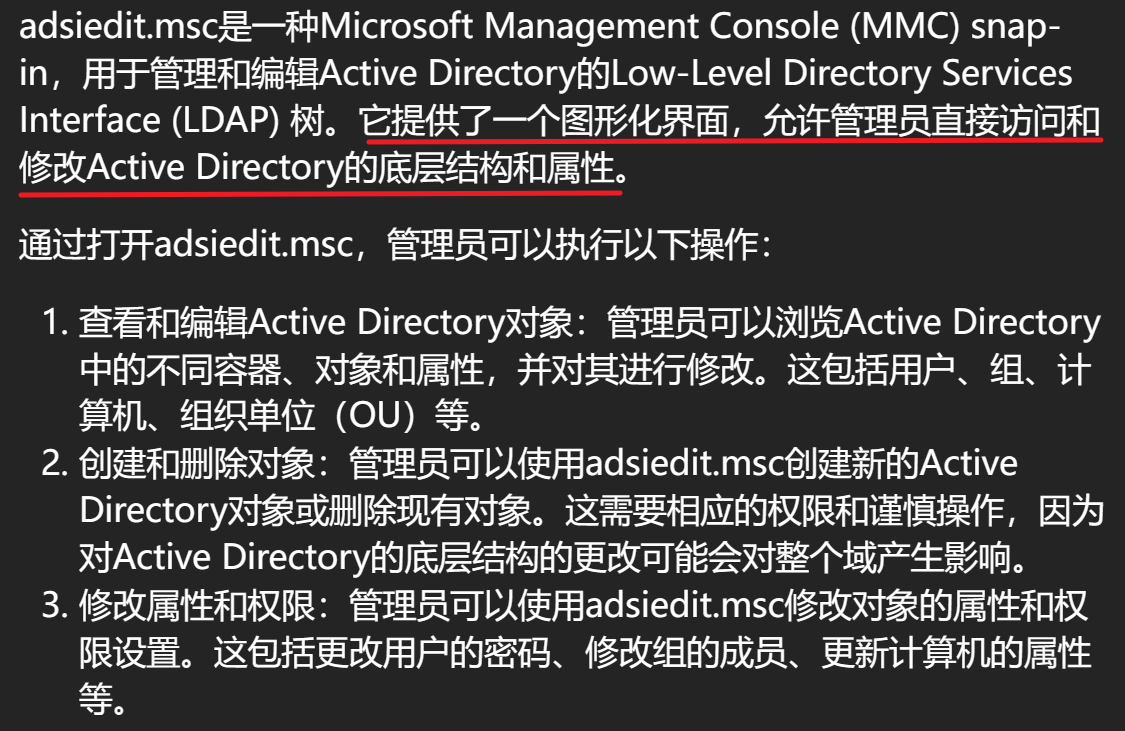 adsiedit.msc是一种Microsoft Management Console (MMC) snap-
in，用于管理和编辑Active Directory的Low-Level Directory Services
Interface (LDAP) 树。它提供了一个图形化界面，允许管理员直接访问和
修改Active Directory的底层结构和属性。
通过打开adsiedit.msc，管理员可以执行以下操作：
1. 查看和编辑Active Directory对象：管理员可以浏览Active Directory
中的不同容器、对象和属性，并对其进行修改。这包括用户、组、计
算机、组织单位（OU）等。
2. 创建和删除对象：管理员可以使用adsiedit.msc创建新的Active
Directory对象或删除现有对象。这需要相应的权限和谨慎操作，因为
对Active Directory的底层结构的更改可能会对整个域产生影响。
3. 修改属性和权限：管理员可以使用adsiedit.msc修改对象的属性和权
限设置。这包括更改用户的密码、修改组的成员、更新计算机的属性
等。